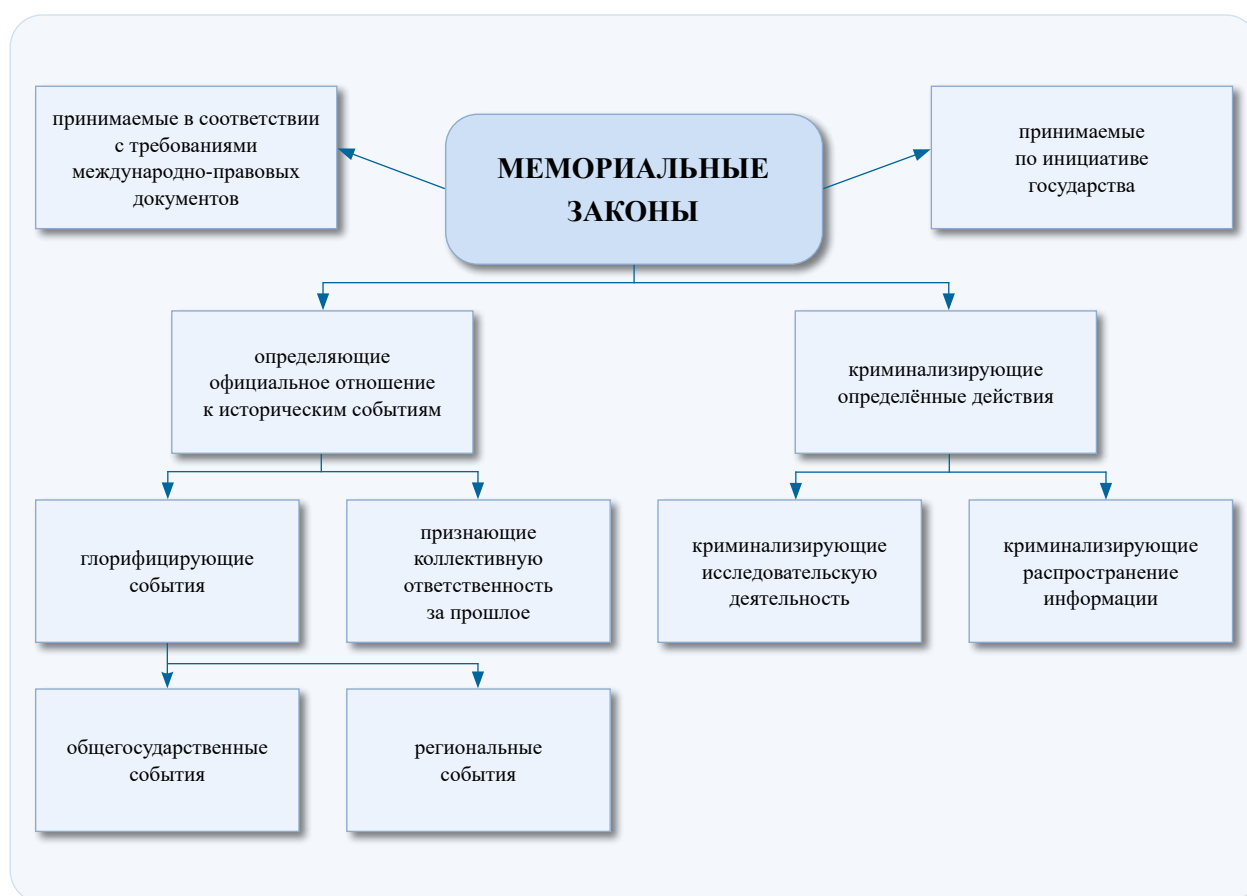 принимаемые в соответствии
с требованиями
международно-правовых
документов
МЕМОРИАЛЬНЫЕ
ЗАКОНЫ
принимаемые
по инициативе
государства
определяющие
официальное отношение
к историческим событиям
криминализирующие
определённые действия
глорифицирующие
события
признающие
коллективную
ответственность
за прошлое
криминализирующие
исследовательскую
деятельность
криминализирующие
распространение
информации
общегосударственные
события
региональные
события